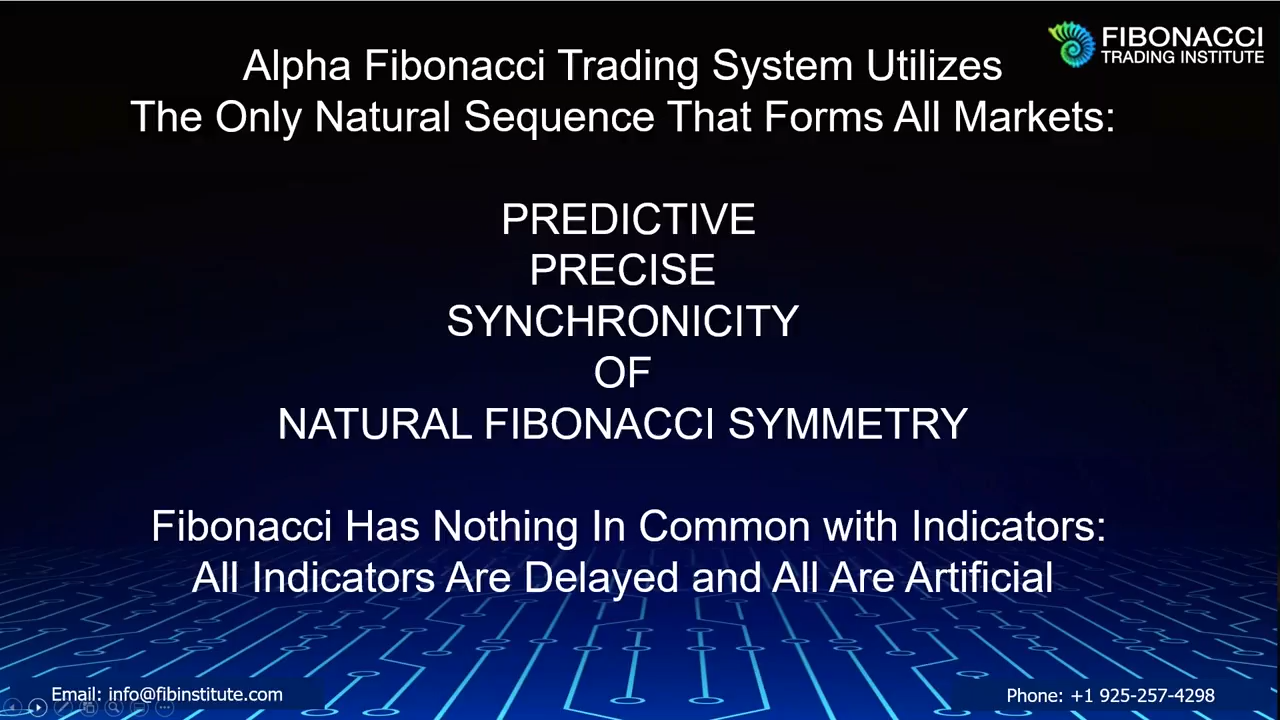 FIBONACCI
TRADING INSTITUTE
Alpha Fibonacci Trading System Utilizes
The Only Natural Sequence That Forms All Markets:
PREDICTIVE
PRECISE
SYNCHRONICITY
OF
NATURAL FIBONACCI SYMMETRY
Fibonacci Has Nothing In Common with Indicators:
All Indicators Are Delayed and All Are Artificial
Email: info@fibinstitute.com
Phone: +1 925-257-4298